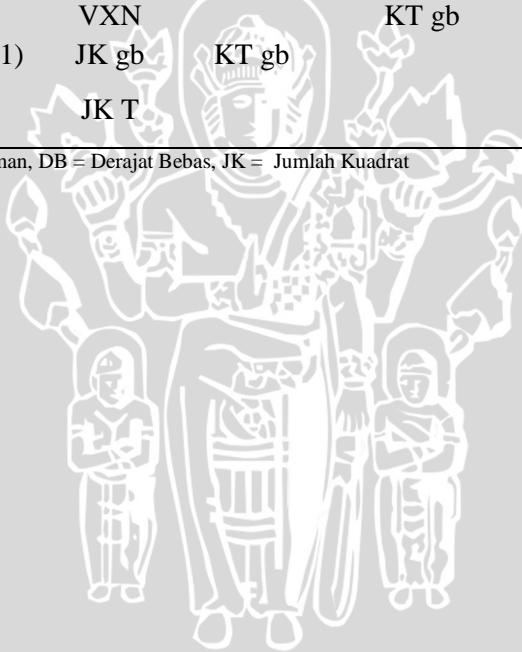 VXN KT gb
1) JK gb KT gb
JK T
nan, DB = Derajat Bebas, JK = Jumlah Kuadrat